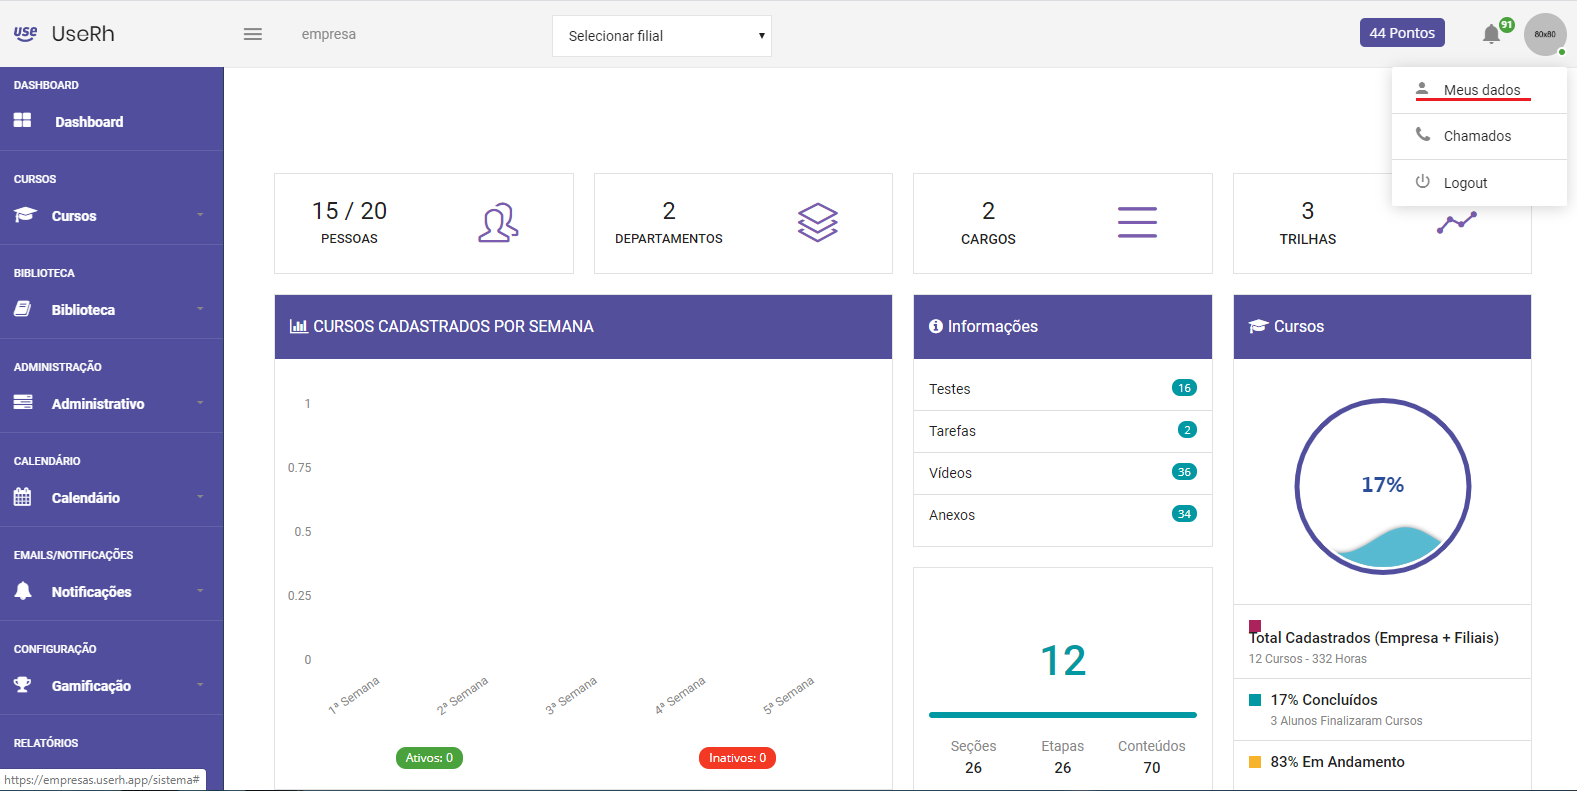 use UseRh
empresa
Selecionar filial
44 Pontos
91
80x80
Meus dados
Chamados
Logout
DASHBOARD
Dashboard
CURSOS
Cursos
BIBLIOTECA
Biblioteca
ADMINISTRAÇÃO
Administrativo
CALENDÁRIO
Calendário
EMAILS/NOTIFICAÇÕES
Notificações
CONFIGURAÇÃO
Gamificação
RELATÓRIOS
https://empresas.userh.app/sistema#
15 / 20
PESSOAS
2
DEPARTAMENTOS
2
CARGOS
3
TRILHAS
CURSOS CADASTRADOS POR SEMANA
1
0.75
0.5
0.25
0
1ª Semana
2ª Semana
3ª Semana
4ª Semana
5ª Semana
Ativos: 0
Inativos: 0
Informações
Testes 16
Tarefas 2
Vídeos 36
Anexos 34
12
Seções Etapas Conteúdos
26 26 70
Cursos
17%
Total Cadastrados (Empresa + Filiais)
12 Cursos - 332 Horas
17% Concluídos
3 Alunos Finalizaram Cursos
83% Em Andamento